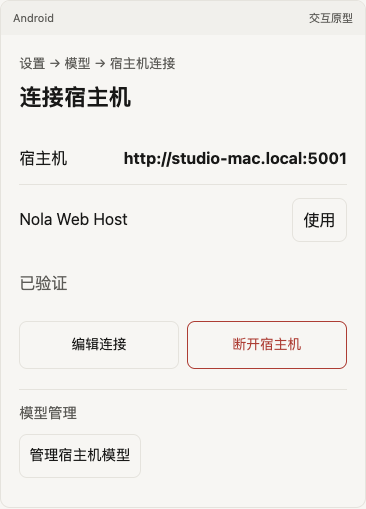 Android 交互原型
设置 → 模型 → 宿主机连接
连接宿主机
宿主机 http://studio-mac.local:5001
Nola Web Host 使用
已验证
编辑连接 断开宿主机
模型管理
管理宿主机模型